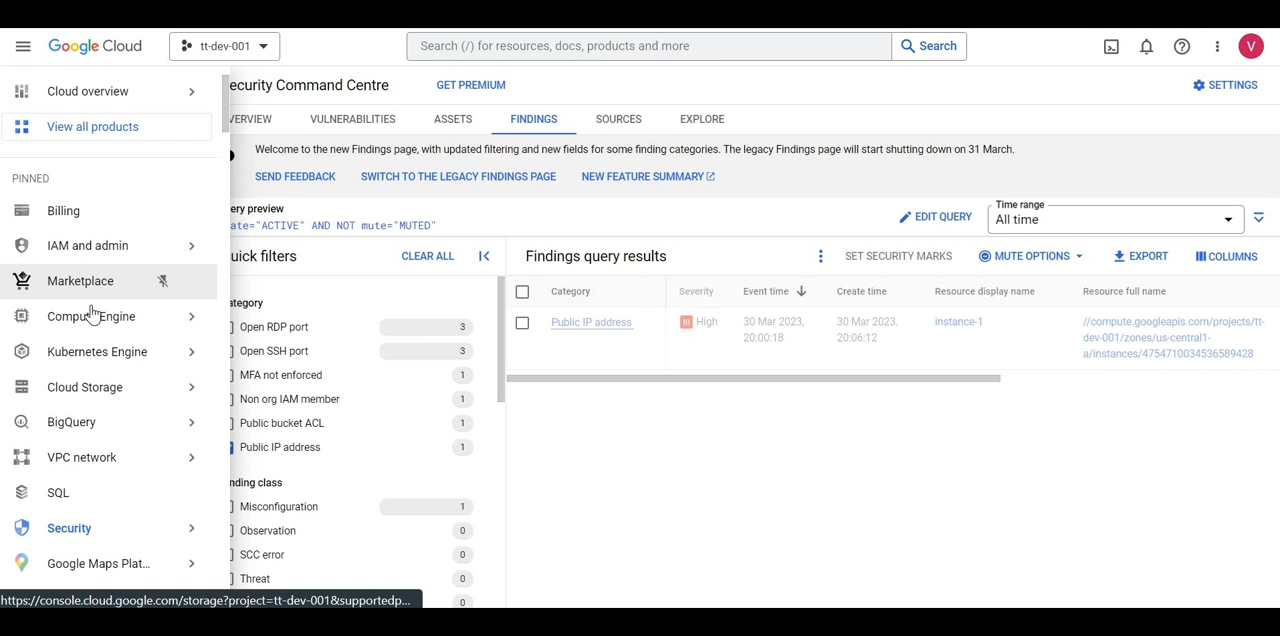 Google Cloud
tt-dev-001
Search (/) for resources, docs, products and more
Search
V
Cloud overview
View all products
PINNED
Billing
IAM and admin
Marketplace
Compute Engine
Kubernetes Engine
Cloud Storage
BigQuery
VPC network
SQL
Security
Google Maps Plat...
https://console.cloud.google.com/storage?project=tt-dev-001&supportedp...
ecurity Command Centre
GET PREMIUM
SETTINGS
VERVIEW
VULNERABILITIES
ASSETS
FINDINGS
SOURCES
EXPLORE
Welcome to the new Findings page, with updated filtering and new fields for some finding categories. The legacy Findings page will start shutting down on 31 March.
SEND FEEDBACK
SWITCH TO THE LEGACY FINDINGS PAGE
NEW FEATURE SUMMARY
ery preview
ate="ACTIVE" AND NOT mute="MUTED"
EDIT QUERY
Time range
All time
uick filters
CLEAR ALL
ategory
Open RDP port 3
Open SSH port 3
MFA not enforced 1
Non org IAM member 1
Public bucket ACL 1
Public IP address 1
nding class
Misconfiguration 1
Observation 0
SCC error 0
Threat 0
0
Findings query results
SET SECURITY MARKS
MUTE OPTIONS
EXPORT
COLUMNS
Category
Severity
Event time
Create time
Resource display name
Resource full name
Public IP address
High
30 Mar 2023,
20:00:18
30 Mar 2023,
20:06:12
instance-1
//compute.googleapis.com/projects/tt-
dev-001/zones/us-central1-
a/instances/4754710034536589428